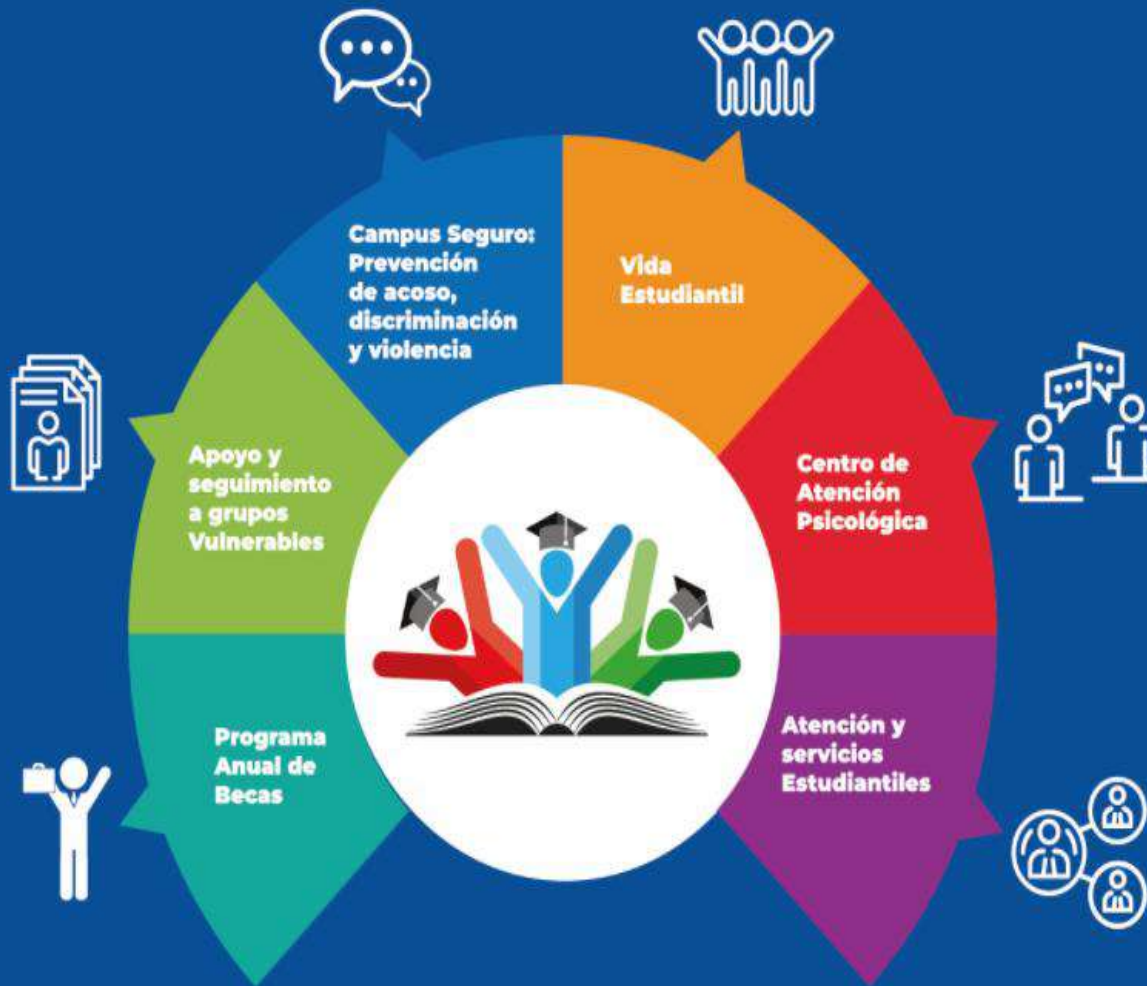 Campus Seguro:
Prevención
de acoso,
discriminación
y violencia
Vida
Estudiantil
Apoyo y
seguimiento
a grupos
Vulnerables
Centro de
Atención
Psicológica
Programa
Anual de
Becas
Atención y
servicios
Estudiantiles